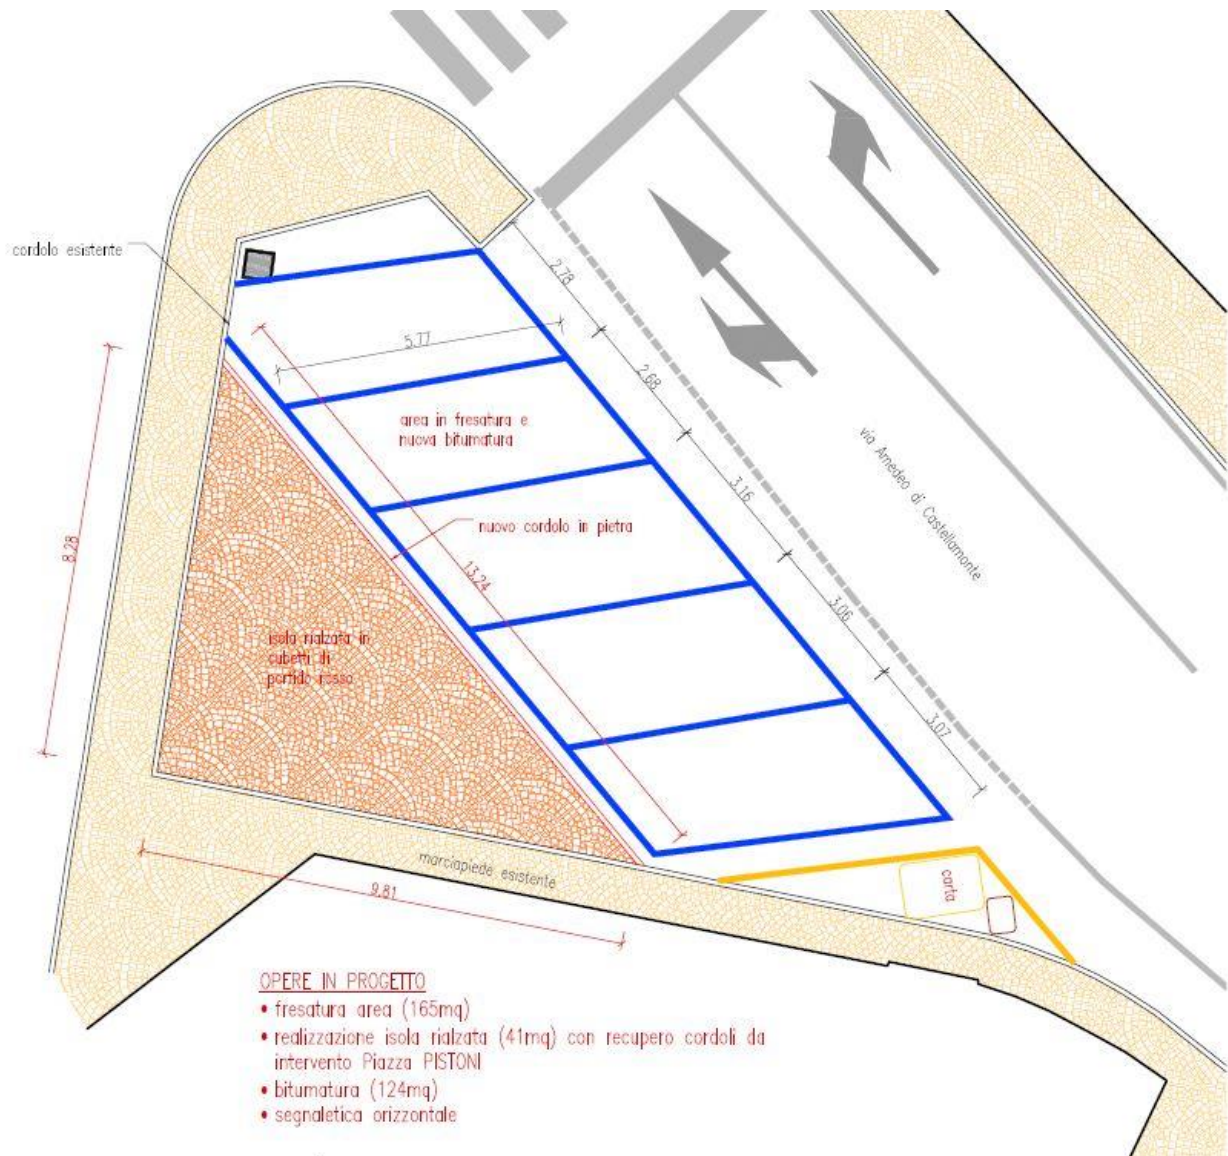 cordolo esistente
2.78
5.77
2.68
8.28
area in fresatura e
nuova bitumatura
via Amedeo di Castellamonte
3.16
nuovo cordolo in pietra
13.24
3.06
isola rialzata in
cubetti di
porfido rosso
3.07
marciapiede esistente
carta
9.81
OPERE IN PROGETTO
• fresatura area (165mq)
• realizzazione isola rialzata (41mq) con recupero cordoli da
intervento Piazza PISTONI
• bitumatura (124mq)
• segnaletica orizzontale